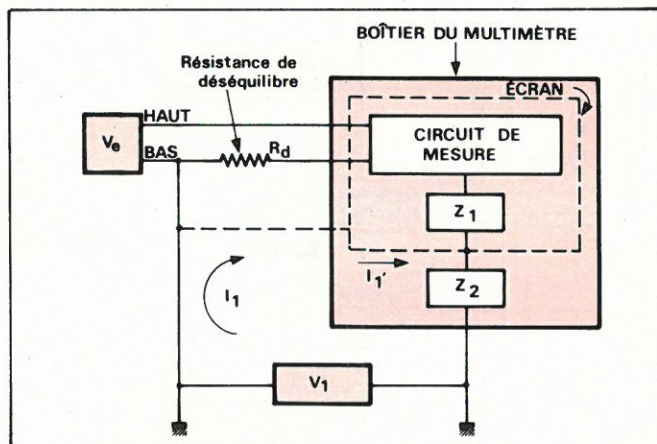 BOÎTIER DU MULTIMÈTRE
Résistance de
déséquilibre
ÉCRAN
HAUT
CIRCUIT DE
MESURE
Ve
BAS
Rd
Z1
I1
I1'
Z2
V1